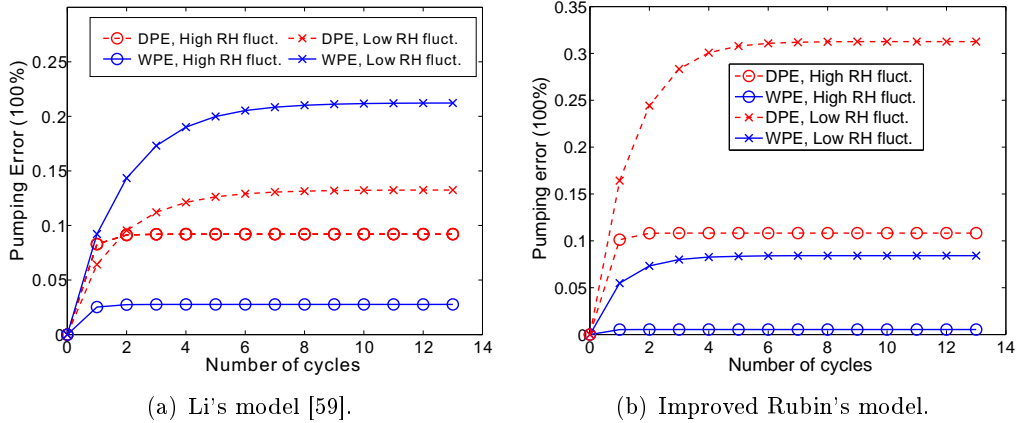 0.25
0.2
0.15
0.1
0.05
0
Pumping Error (100%)
DPE, High RH fluct.
DPE, Low RH fluct.
WPE, High RH fluct.
WPE, Low RH fluct.
0 2 4 6 8 10 12 14
Number of cycles
(a) Li's model [59].
0.35
0.3
0.25
0.2
0.15
0.1
0.05
0
Pumping error (100%)
DPE, High RH fluct.
WPE, High RH fluct.
DPE, Low RH fluct.
WPE, Low RH fluct.
0 2 4 6 8 10 12 14
Number of cycles
(b) Improved Rubin's model.